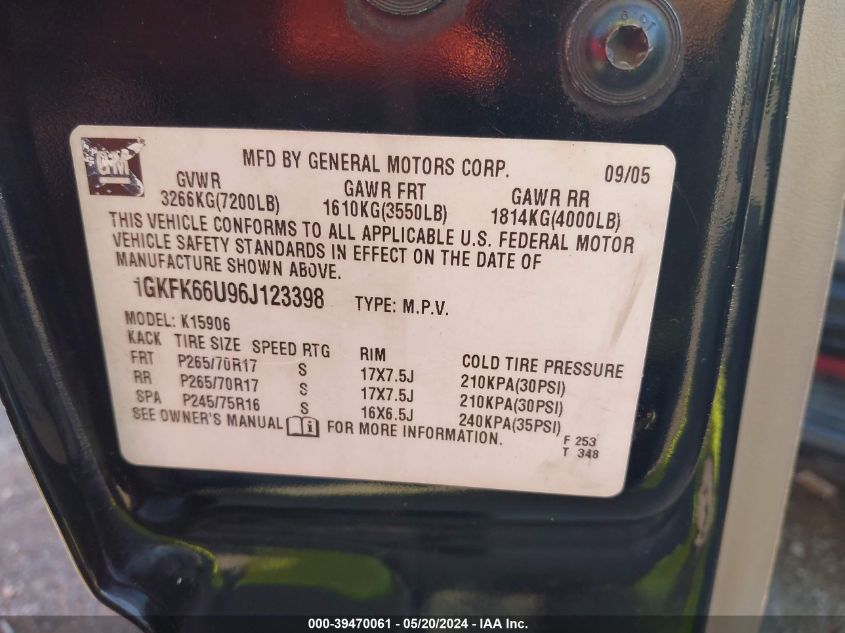 6 01
GM
MFD BY GENERAL MOTORS CORP. 09/05
GVWR GAWR FRT GAWR RR
3266KG(7200LB) 1610KG(3550LB) 1814KG(4000LB)
THIS VEHICLE CONFORMS TO ALL APPLICABLE U.S. FEDERAL MOTOR
VEHICLE SAFETY STANDARDS IN EFFECT ON THE DATE OF
MANUFACTURE SHOWN ABOVE.
1GKFK66U96J123398 TYPE: M.P.V.
MODEL: K15906
KACK TIRE SIZE SPEED RTG RIM COLD TIRE PRESSURE
FRT P265/70R17 S 17X7.5J 210KPA(30PSI)
RR P265/70R17 S 17X7.5J 210KPA(30PSI)
SPA P245/75R16 S 16X6.5J 240KPA(35PSI)
SEE OWNER'S MANUAL i FOR MORE INFORMATION.
F 253
T 348
000-39470061 - 05/20/2024 - IAA Inc.